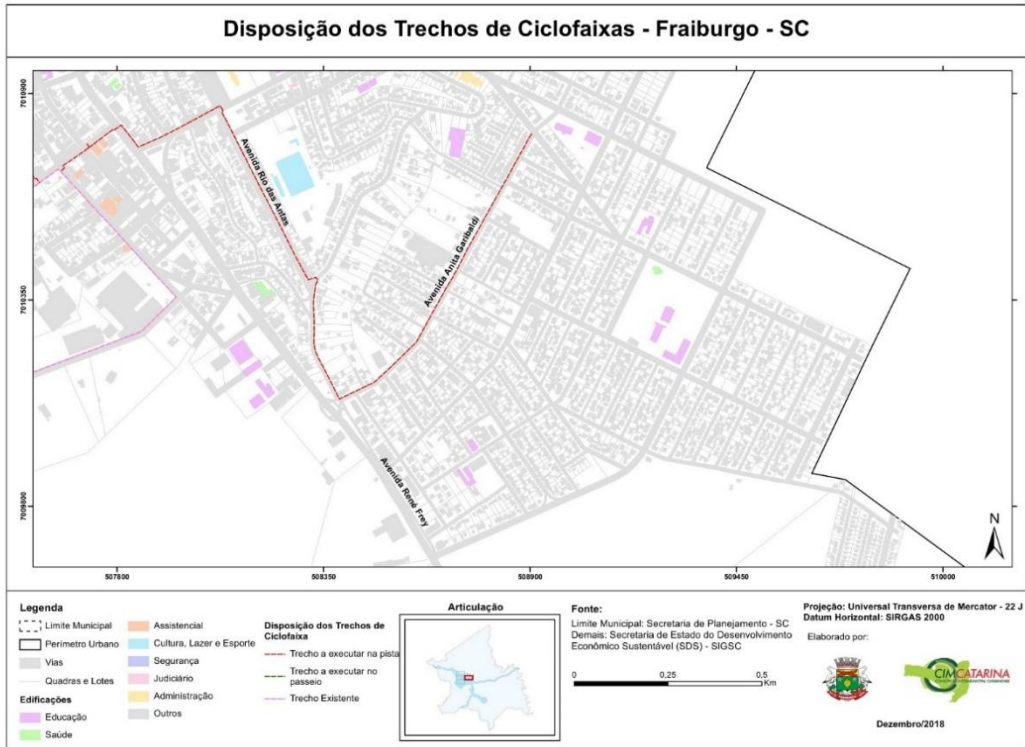 Disposição dos Trechos de Ciclofaixas - Fraiburgo - SC
7010900
7010350
7009800
Avenida Rio das Antas
Avenida Anita Garibaldi
Avenida René Frey
N
507800
508350
508900
509450
510000
Legenda
Limite Municipal
Perímetro Urbano
Vias
Quadras e Lotes
Edificações
Educação
Saúde
Assistencial
Cultura, Lazer e Esporte
Segurança
Judiciário
Administração
Outros
Disposição dos Trechos de
Ciclofaixa
Trecho a executar na pista
Trecho a executar no
passeio
Trecho Existente
Articulação
Fonte:
Limite Municipal: Secretaria de Planejamento - SC
Demais: Secretaria de Estado do Desenvolvimento
Econômico Sustentável (SDS) - SIGSC
0 0,25 0,5
Km
Projeção: Universal Transversa de Mercator - 22 J
Datum Horizontal: SIRGAS 2000
Elaborado por:
CIMCATARINA
Dezembro/2018